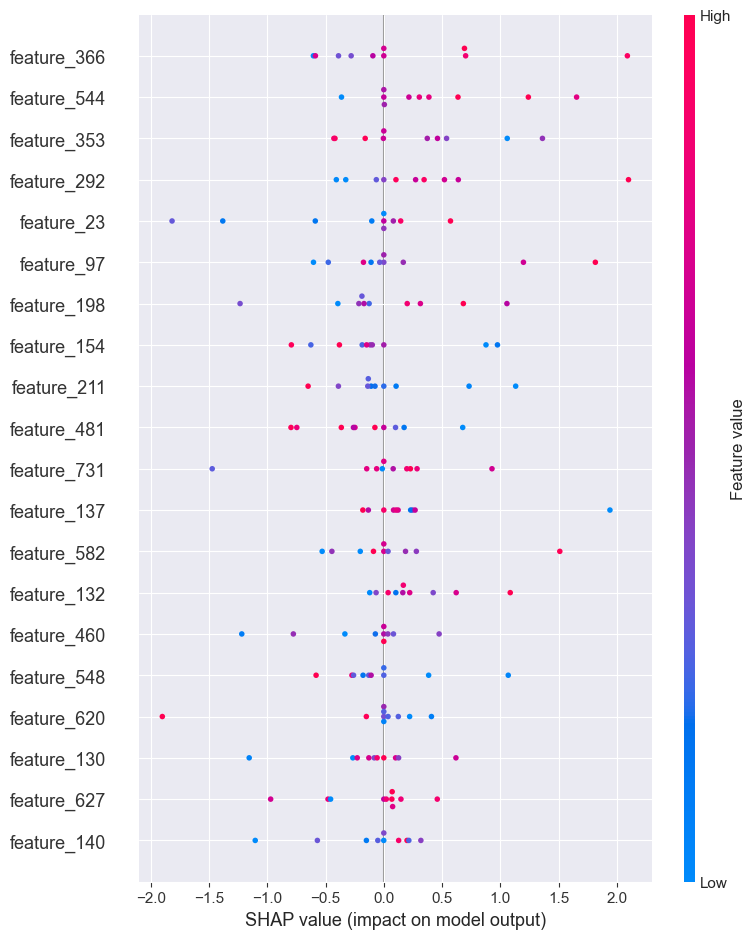 High
feature_366
feature_544
feature_353
feature_292
feature_23
feature_97
feature_198
feature_154
feature_211
feature_481
feature_731
feature_137
feature_582
feature_132
feature_460
feature_548
feature_620
feature_130
feature_627
feature_140
Feature value
Low
−2.0 −1.5 −1.0 −0.5 0.0 0.5 1.0 1.5 2.0
SHAP value (impact on model output)